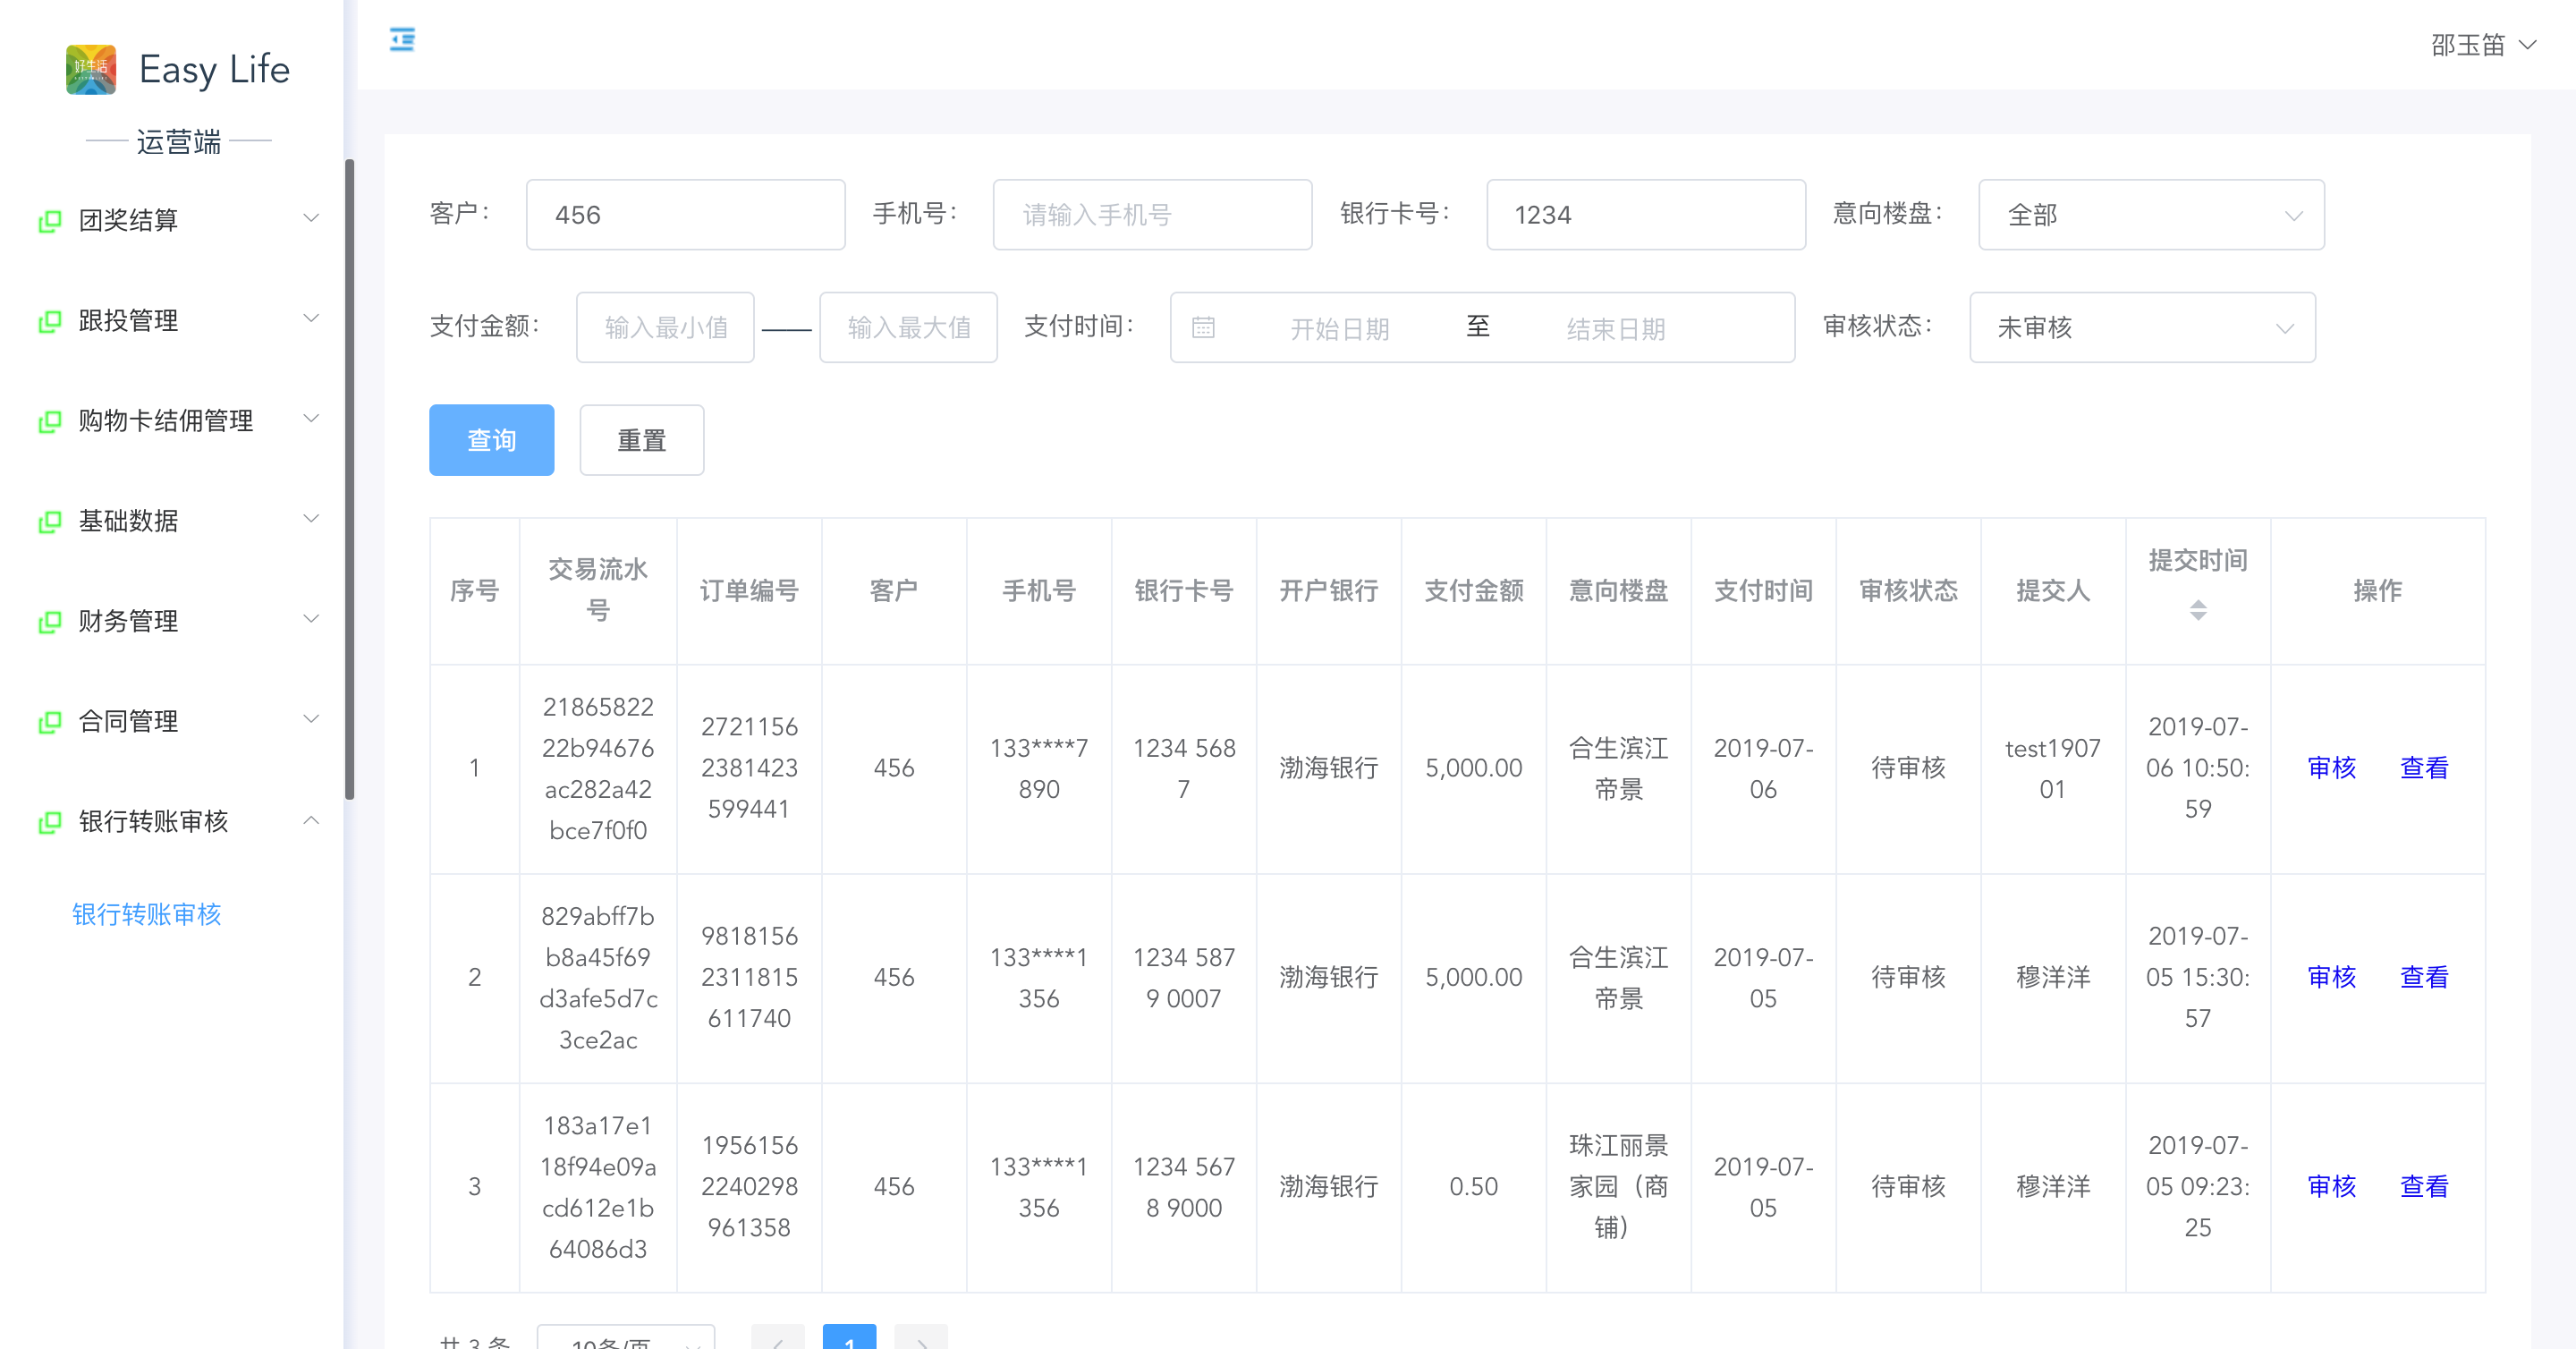 好生活
Easy Life
运营端
团奖结算
跟投管理
购物卡结佣管理
基础数据
财务管理
合同管理
银行转账审核
银行转账审核
邵玉笛
客户： 456 手机号： 请输入手机号 银行卡号： 1234 意向楼盘： 全部
支付金额： 输入最小值 —— 输入最大值 支付时间： 开始日期 至 结束日期 审核状态： 未审核
查询 重置
序号 交易流水号 订单编号 客户 手机号 银行卡号 开户银行 支付金额 意向楼盘 支付时间 审核状态 提交人 提交时间 操作
1 2186582222b94676ac282a42bce7f0f0 27211562381423599441 456 133****7890 1234 5687 渤海银行 5,000.00 合生滨江帝景 2019-07-06 待审核 test190701 2019-07-06 10:50:59 审核 查看
2 829abff7bb8a45f69d3afe5d7c3ce2ac 98181562311815611740 456 133****1356 1234 5879 0007 渤海银行 5,000.00 合生滨江帝景 2019-07-05 待审核 穆洋洋 2019-07-05 15:30:57 审核 查看
3 183a17e118f94e09acd612e1b64086d3 19561562240298961358 456 133****1356 1234 5678 9000 渤海银行 0.50 珠江丽景家园（商铺） 2019-07-05 待审核 穆洋洋 2019-07-05 09:23:25 审核 查看
共 3 条 10条/页 1